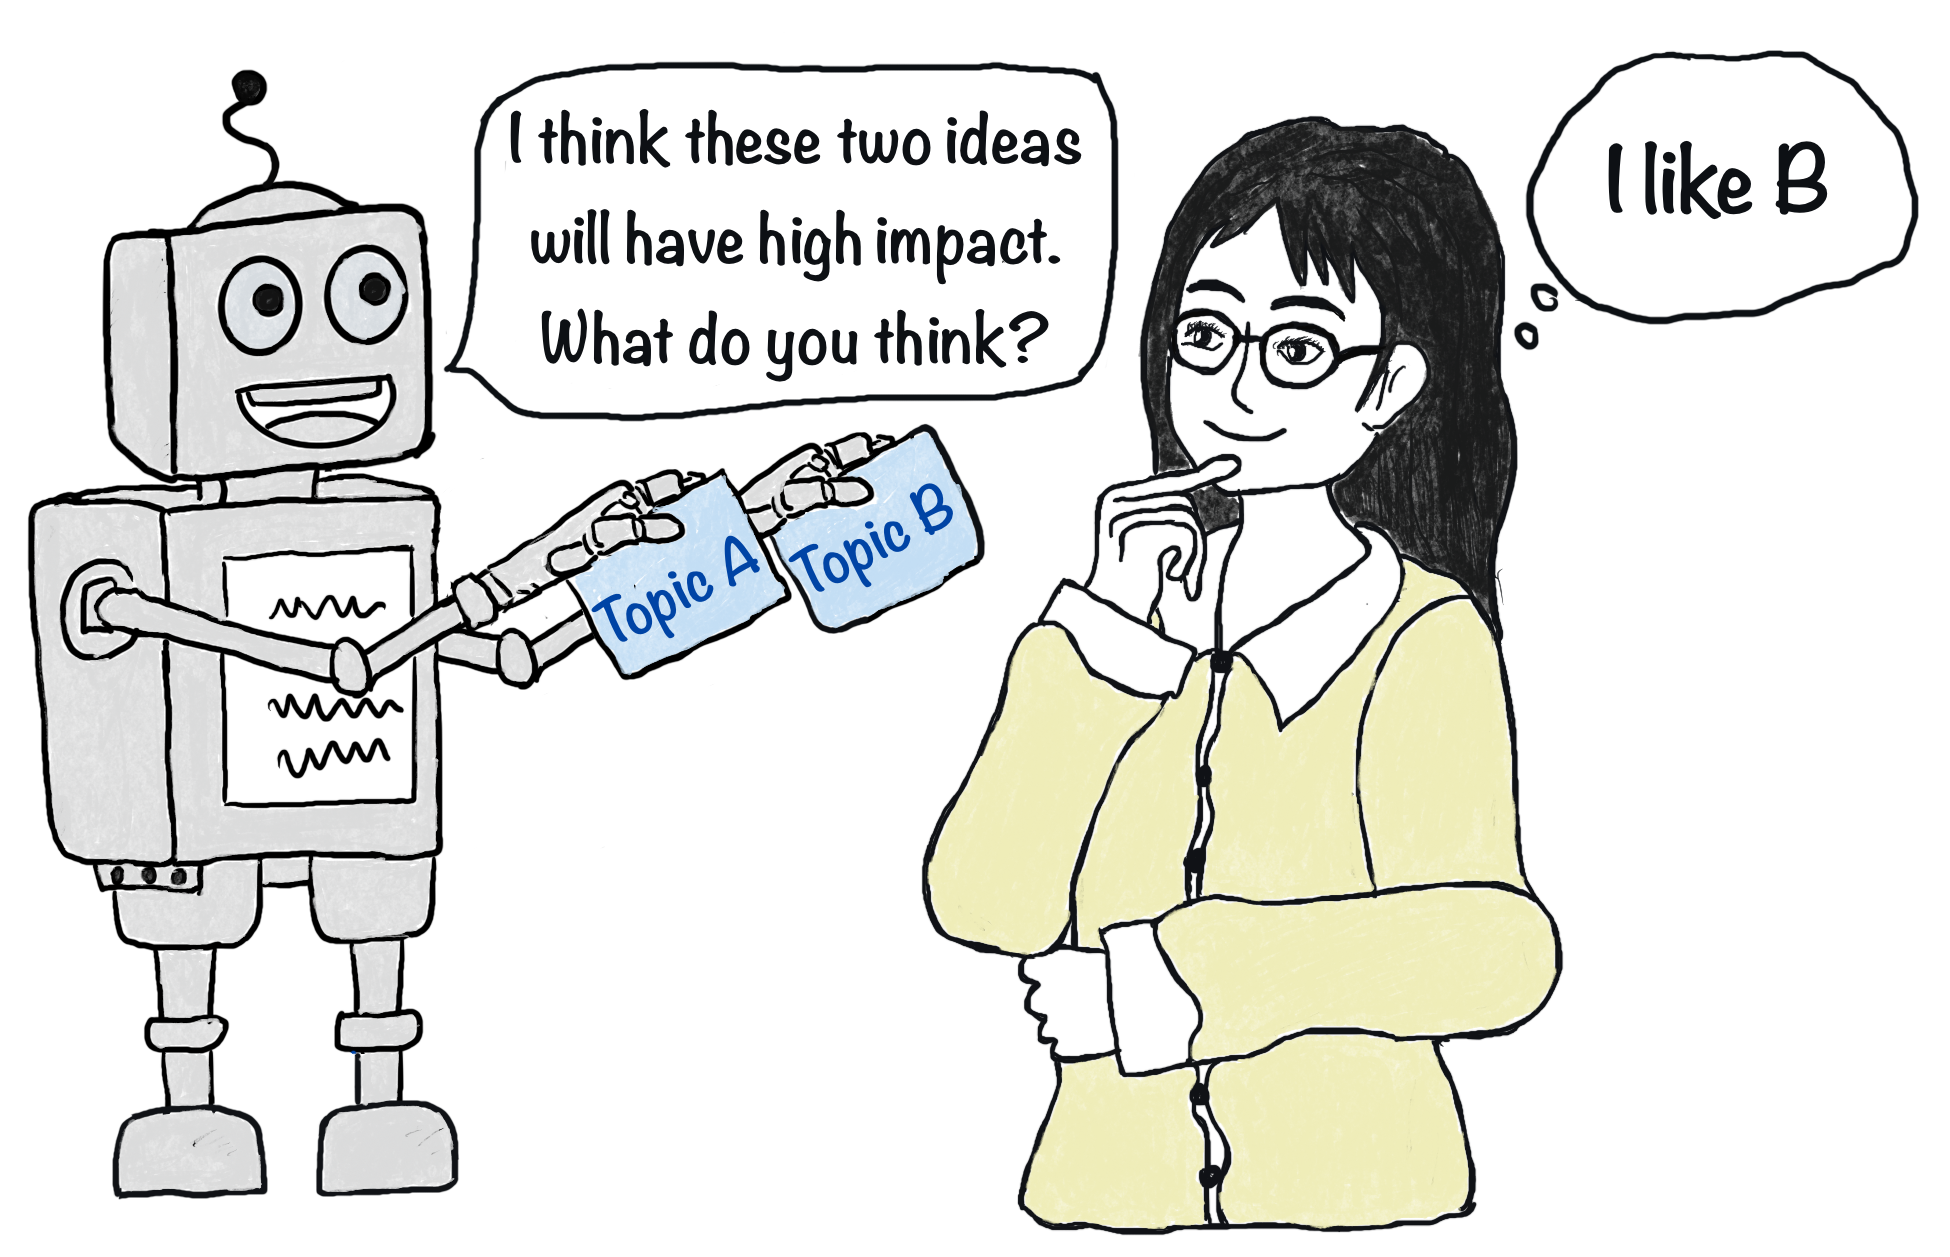 I think these two ideas
will have high impact.
What do you think?
I like B
Topic A
Topic B